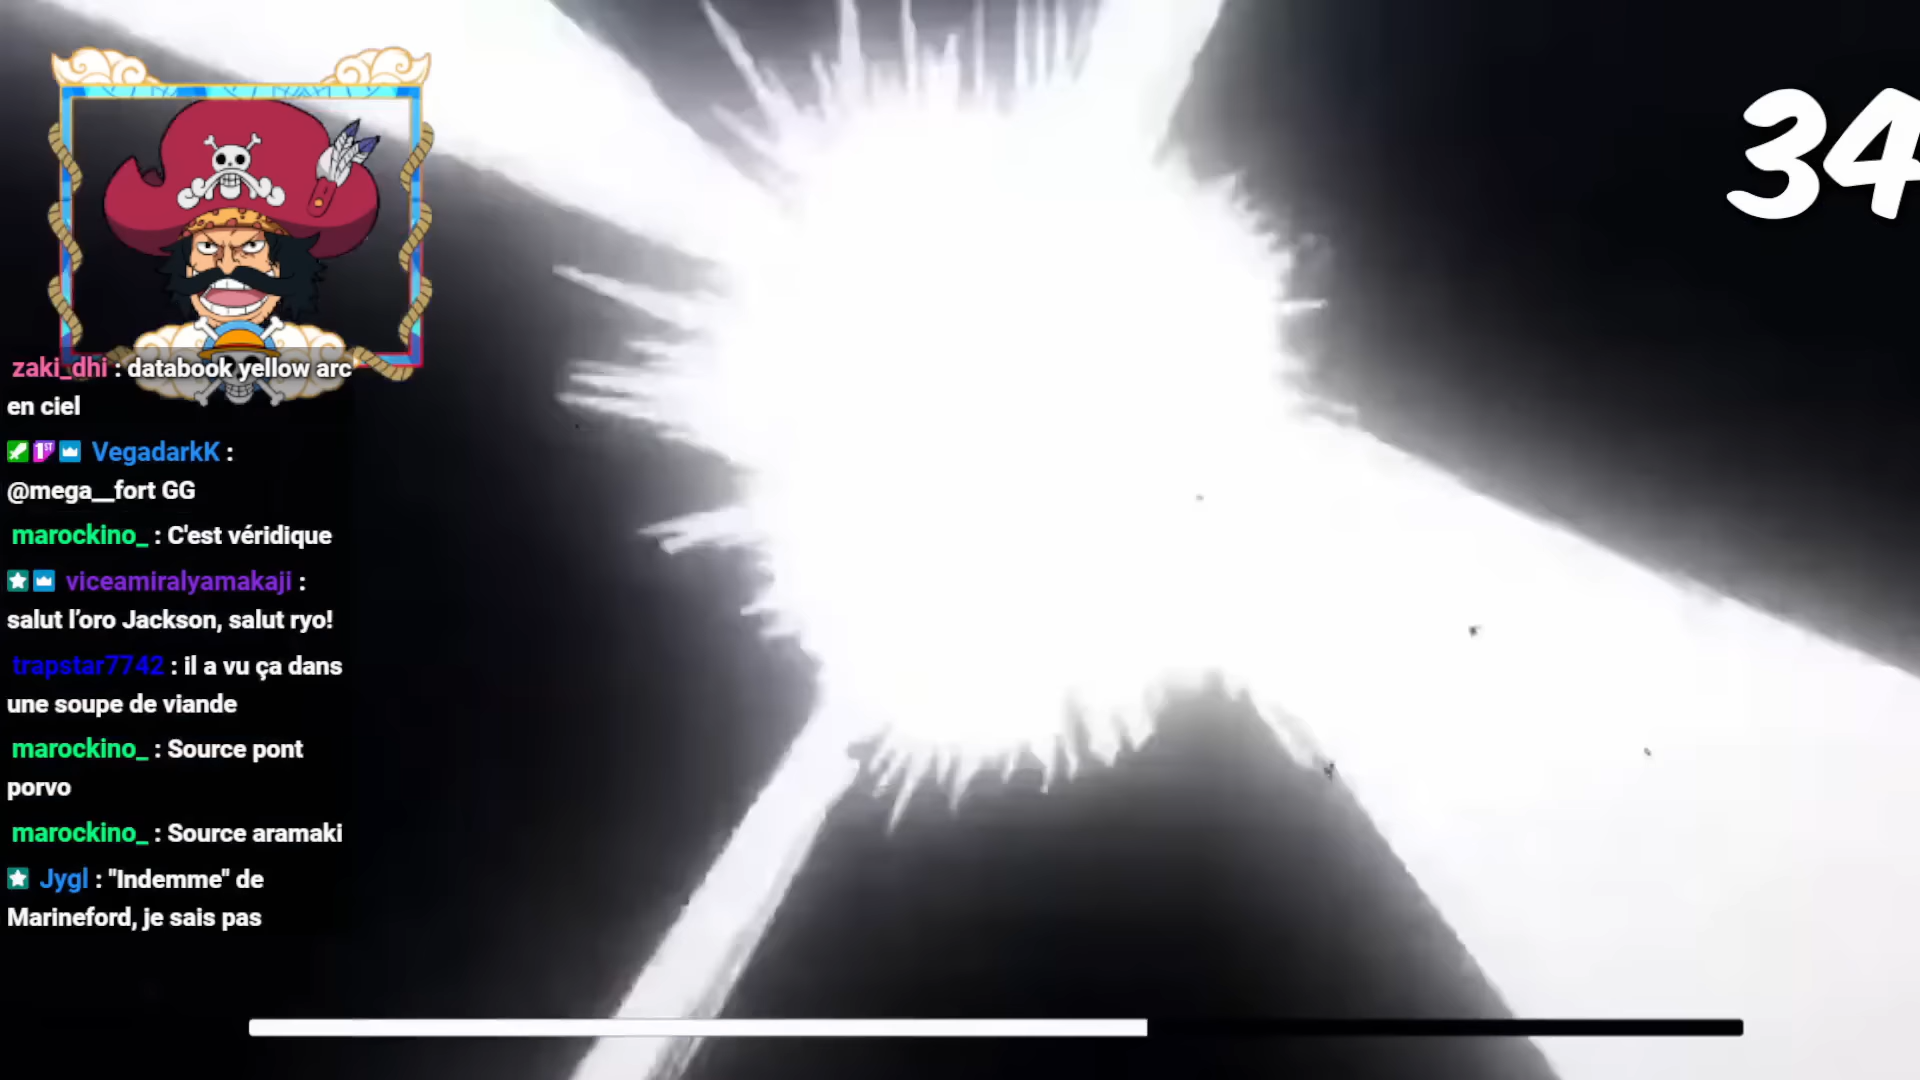 34
zaki_dhi : databook yellow arc
en ciel
1ST VegadarkK :
@mega__fort GG
marockino_ : C'est véridique
viceamiralyamakaji :
salut l’oro Jackson, salut ryo!
trapstar7742 : il a vu ça dans
une soupe de viande
marockino_ : Source pont
porvo
marockino_ : Source aramaki
Jygl : "Indemme" de
Marineford, je sais pas